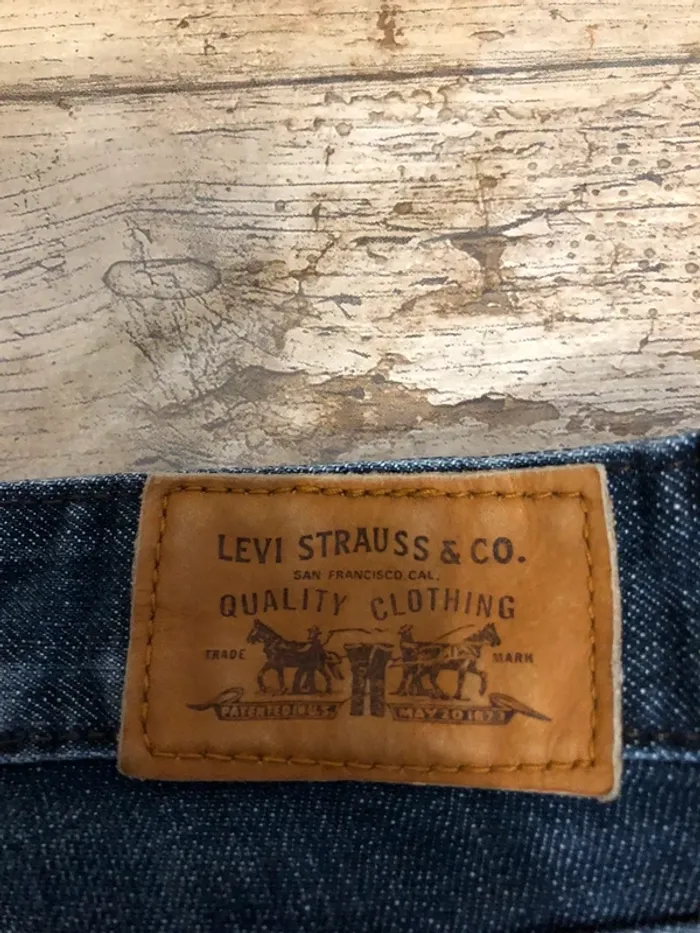 LEVI STRAUSS & CO.
SAN FRANCISCO, CAL.
QUALITY CLOTHING
TRADE MARK
PATENTED IN U.S. MAY 20 1873